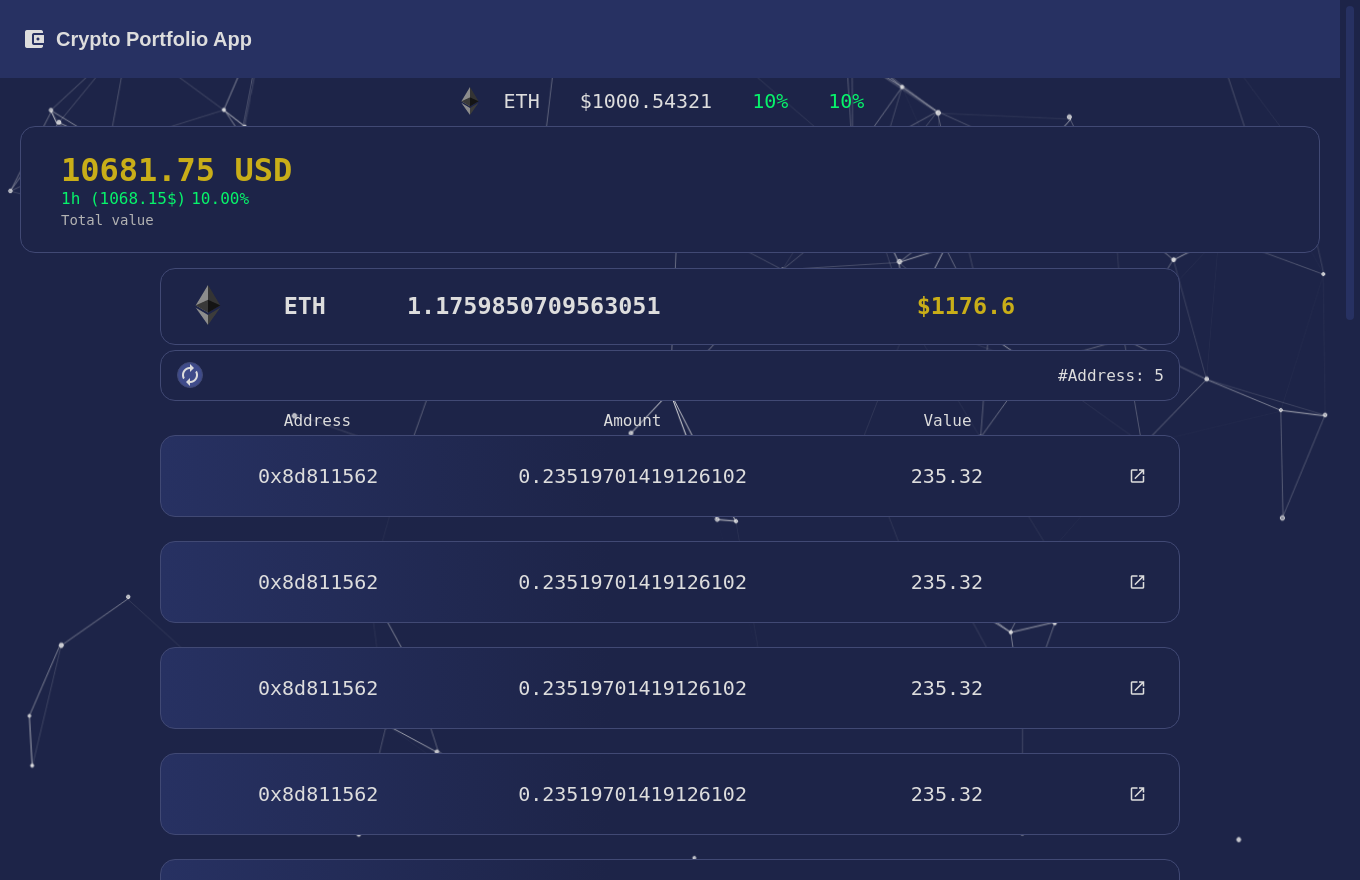 Crypto Portfolio App
ETH $1000.54321 10% 10%
10681.75 USD
1h (1068.15$) 10.00%
Total value
ETH 1.1759850709563051 $1176.6
#Address: 5
Address Amount Value
0x8d811562 0.23519701419126102 235.32
0x8d811562 0.23519701419126102 235.32
0x8d811562 0.23519701419126102 235.32
0x8d811562 0.23519701419126102 235.32